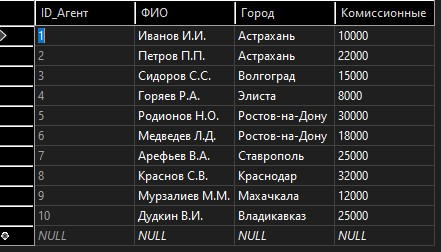 ID_Агент ФИО Город Комиссионные
1 Иванов И.И. Астрахань 10000
2 Петров П.П. Астрахань 22000
3 Сидоров С.С. Волгоград 15000
4 Горяев Р.А. Элиста 8000
5 Родионов Н.О. Ростов-на-Дону 30000
6 Медведев Л.Д. Ростов-на-Дону 18000
7 Арефьев В.А. Ставрополь 25000
8 Краснов С.В. Краснодар 32000
9 Мурзалиев М.М. Махачкала 12000
10 Дудкин В.И. Владикавказ 25000
NULL NULL NULL NULL